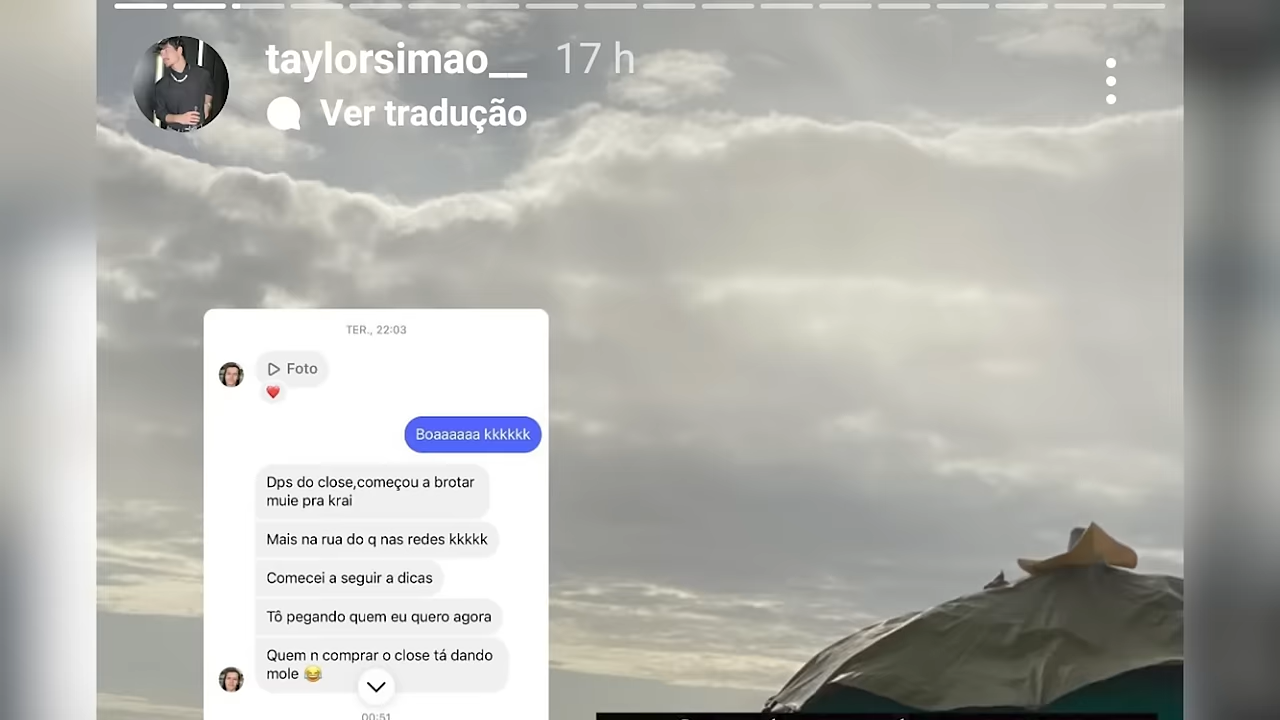 taylorsimao__ 17 h
Ver tradução
TER., 22:03
Foto
Boaaaaaa kkkkkk
Dps do close,começou a brotar
muie pra krai
Mais na rua do q nas redes kkkkk
Comecei a seguir a dicas
Tô pegando quem eu quero agora
Quem n comprar o close tá dando
mole
00:51